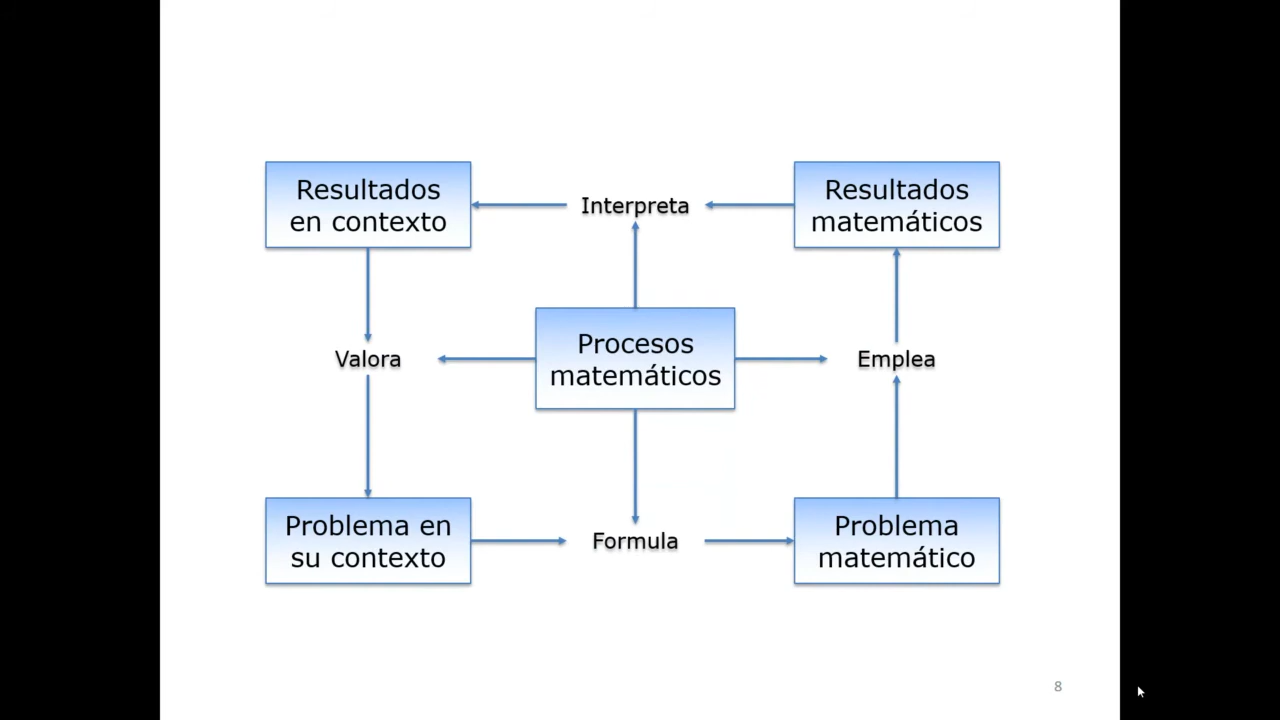 Resultados
en contexto
Interpreta
Resultados
matemáticos
Procesos
matemáticos
Valora
Emplea
Problema en
su contexto
Formula
Problema
matemático
8